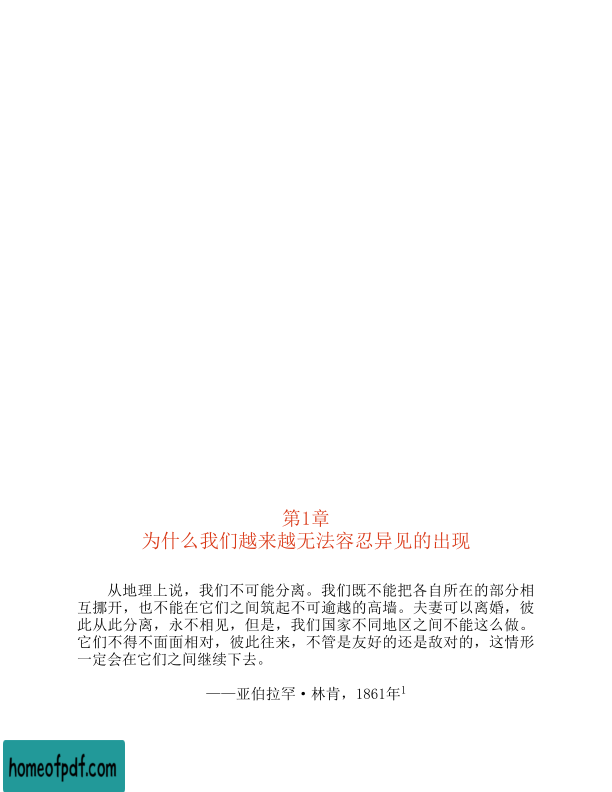 第1章
为什么我们越来越无法容忍异见的出现
从地理上说，我们不可能分离。我们既不能把各自所在的部分相
互挪开，也不能在它们之间筑起不可逾越的高墙。夫妻可以离婚，彼
此从此分离，永不相见，但是，我们国家不同地区之间不能这么做。
它们不得不面面相对，彼此往来，不管是友好的还是敌对的，这情形
一定会在它们之间继续下去。
——亚伯拉罕·林肯，1861年1
homeofpdf.com